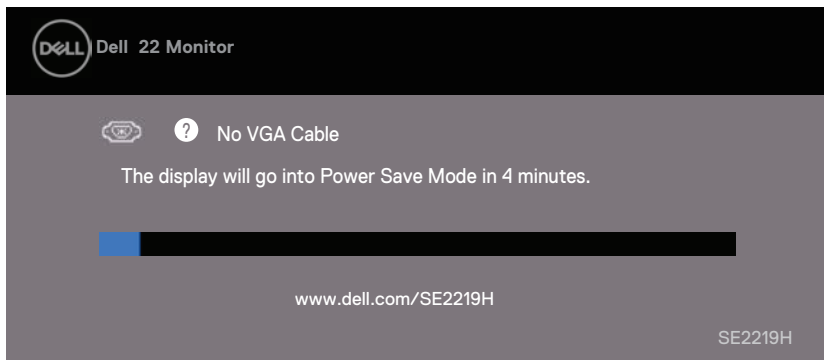 DELL Dell 22 Monitor
? No VGA Cable
The display will go into Power Save Mode in 4 minutes.
www.dell.com/SE2219H
SE2219H